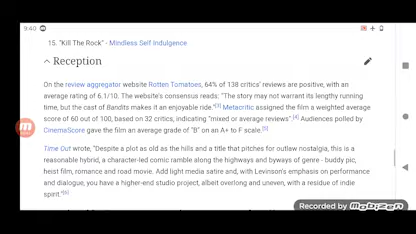 9:40
15. "Kill The Rock" - Mindless Self Indulgence
Reception
On the review aggregator website Rotten Tomatoes, 64% of 138 critics' reviews are positive, with an
average rating of 6.1/10. The website's consensus reads: "The story may not warrant its lengthy running
time, but the cast of Bandits makes it an enjoyable ride."[3] Metacritic assigned the film a weighted average
score of 60 out of 100, based on 32 critics, indicating "mixed or average reviews".[4] Audiences polled by
CinemaScore gave the film an average grade of "B" on an A+ to F scale.[5]
Time Out wrote, "Despite a plot as old as the hills and a title that pitches for outlaw nostalgia, this is a
reasonable hybrid, a character-led comic ramble along the highways and byways of genre - buddy pic,
heist film, romance and road movie. Add light media satire and, with Levinson's emphasis on performance
and dialogue, you have a higher-end studio project, albeit overlong and uneven, with a residue of indie
spirit."[6]
Recorded by Mobizen